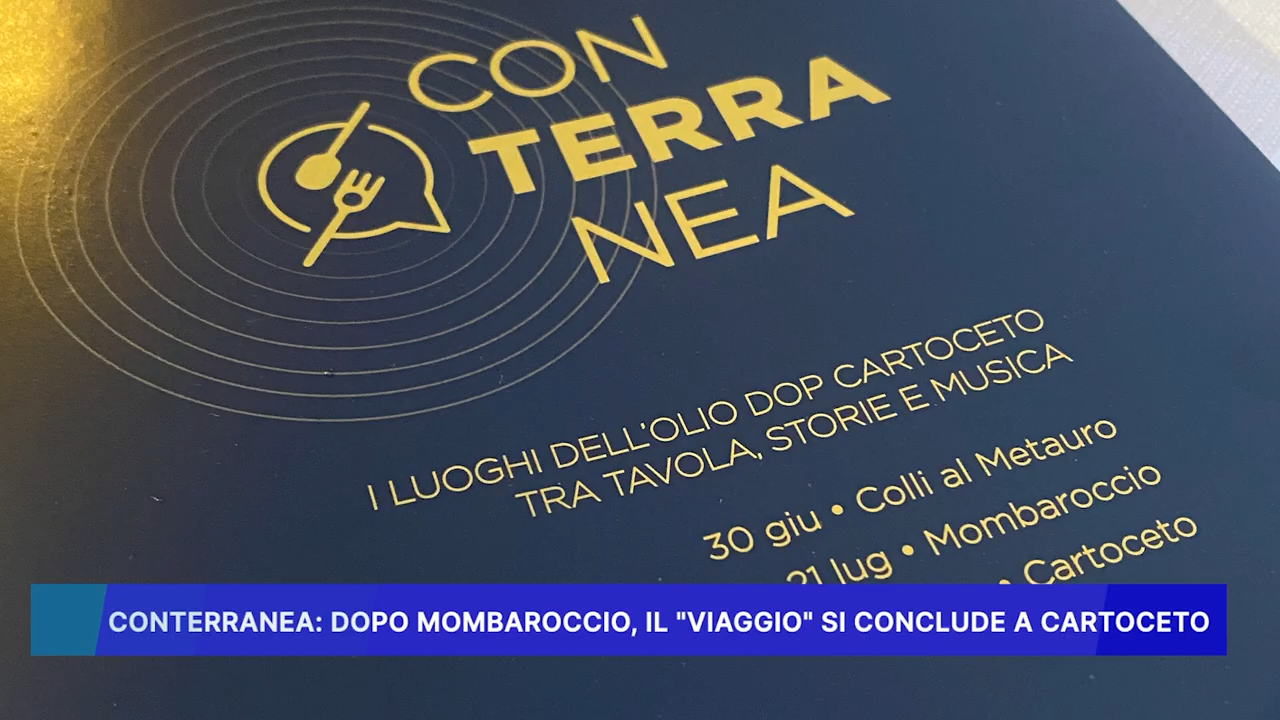 CON
TERRA
NEA
I LUOGHI DELL'OLIO DOP CARTOCETO
TRA TAVOLA, STORIE E MUSICA
30 giu • Colli al Metauro
21 lug • Mombaroccio
• Cartoceto
CONTERRANEA: DOPO MOMBAROCCIO, IL "VIAGGIO" SI CONCLUDE A CARTOCETO